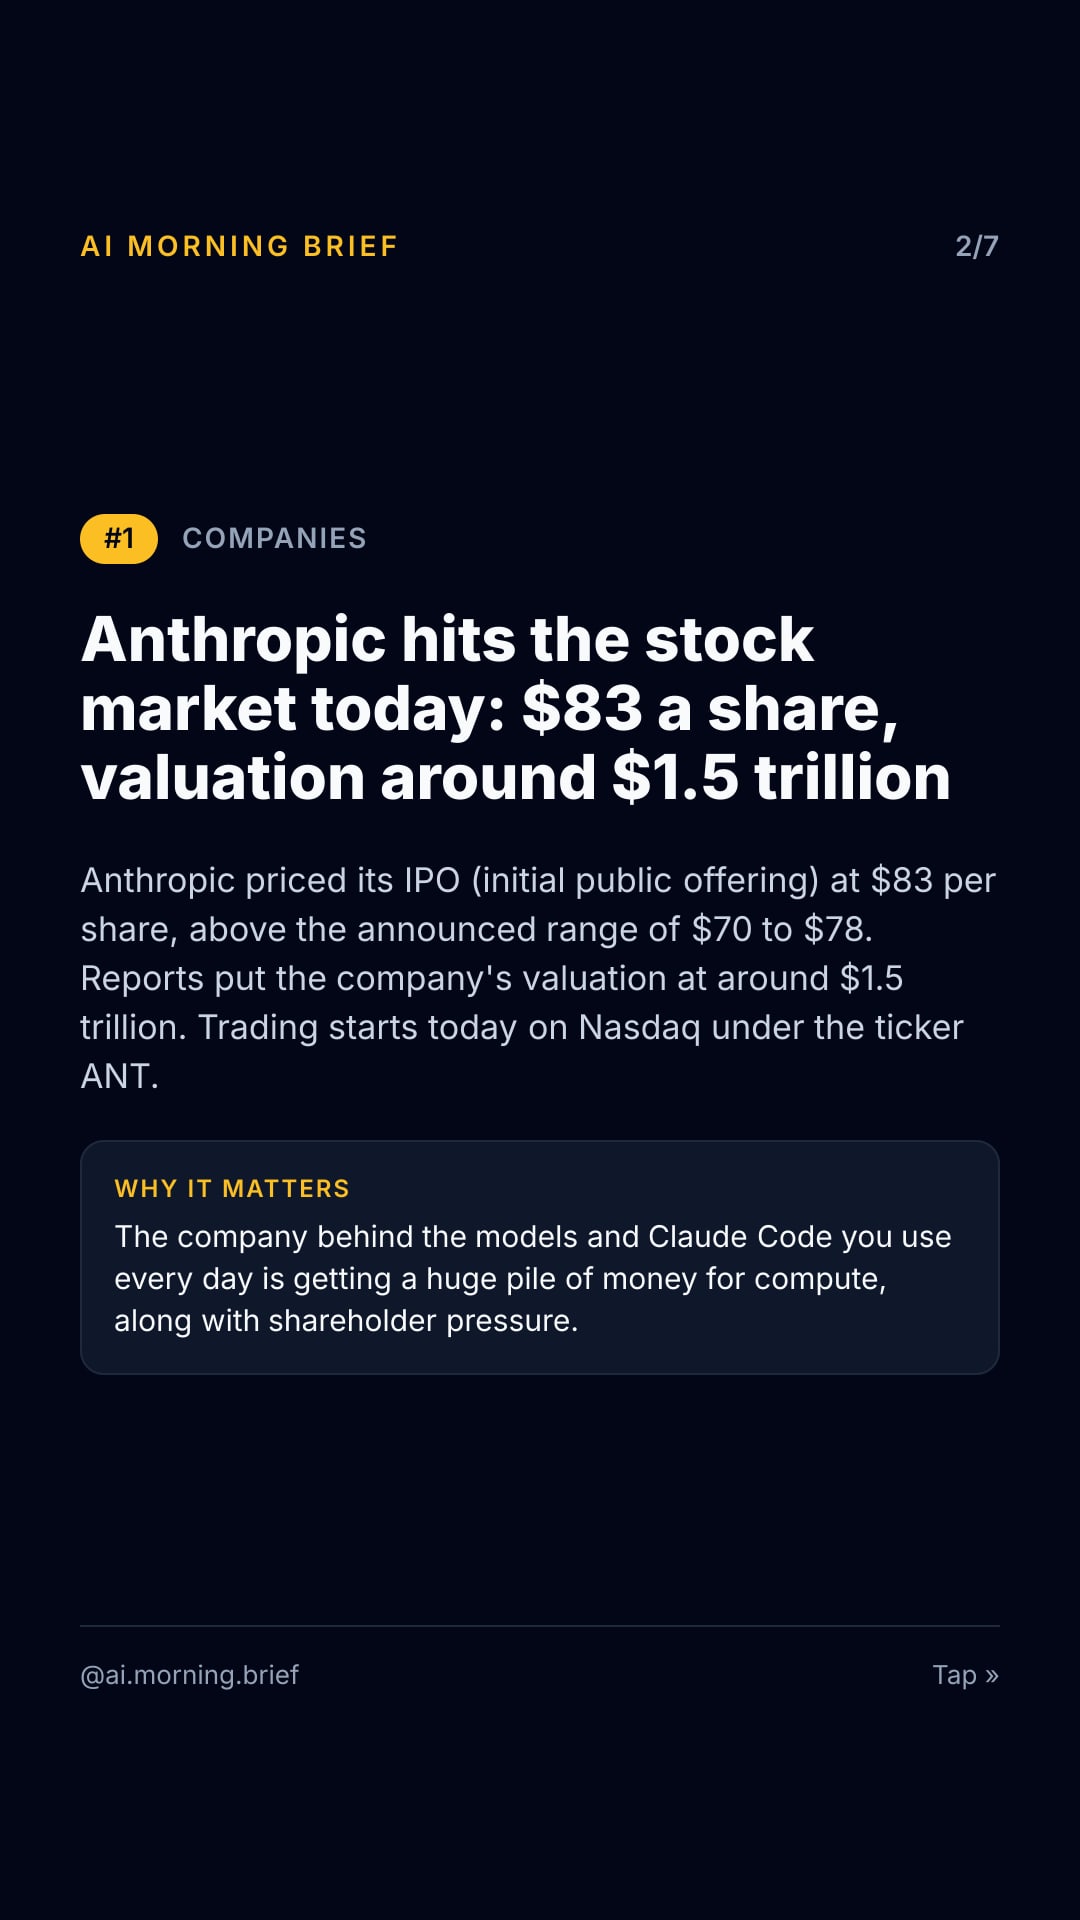 AI MORNING BRIEF
2/7
#1 COMPANIES
Anthropic hits the stock
market today: $83 a share,
valuation around $1.5 trillion
Anthropic priced its IPO (initial public offering) at $83 per
share, above the announced range of $70 to $78.
Reports put the company's valuation at around $1.5
trillion. Trading starts today on Nasdaq under the ticker
ANT.
WHY IT MATTERS
The company behind the models and Claude Code you use
every day is getting a huge pile of money for compute,
along with shareholder pressure.
@ai.morning.brief
Tap »